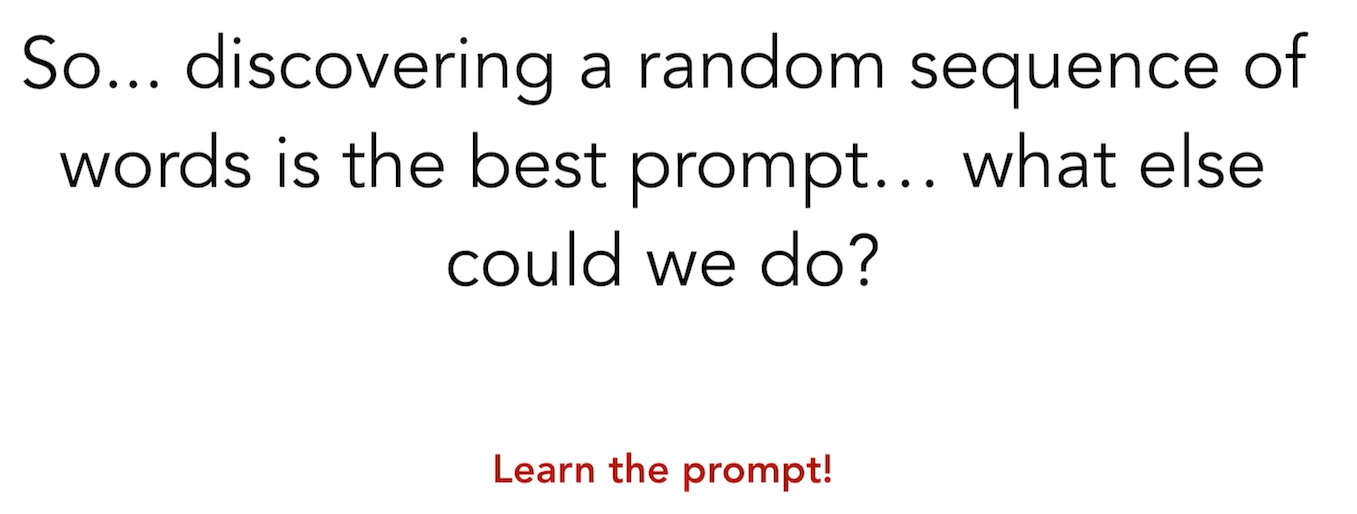 So... discovering a random sequence of
words is the best prompt... what else
could we do?
Learn the prompt!